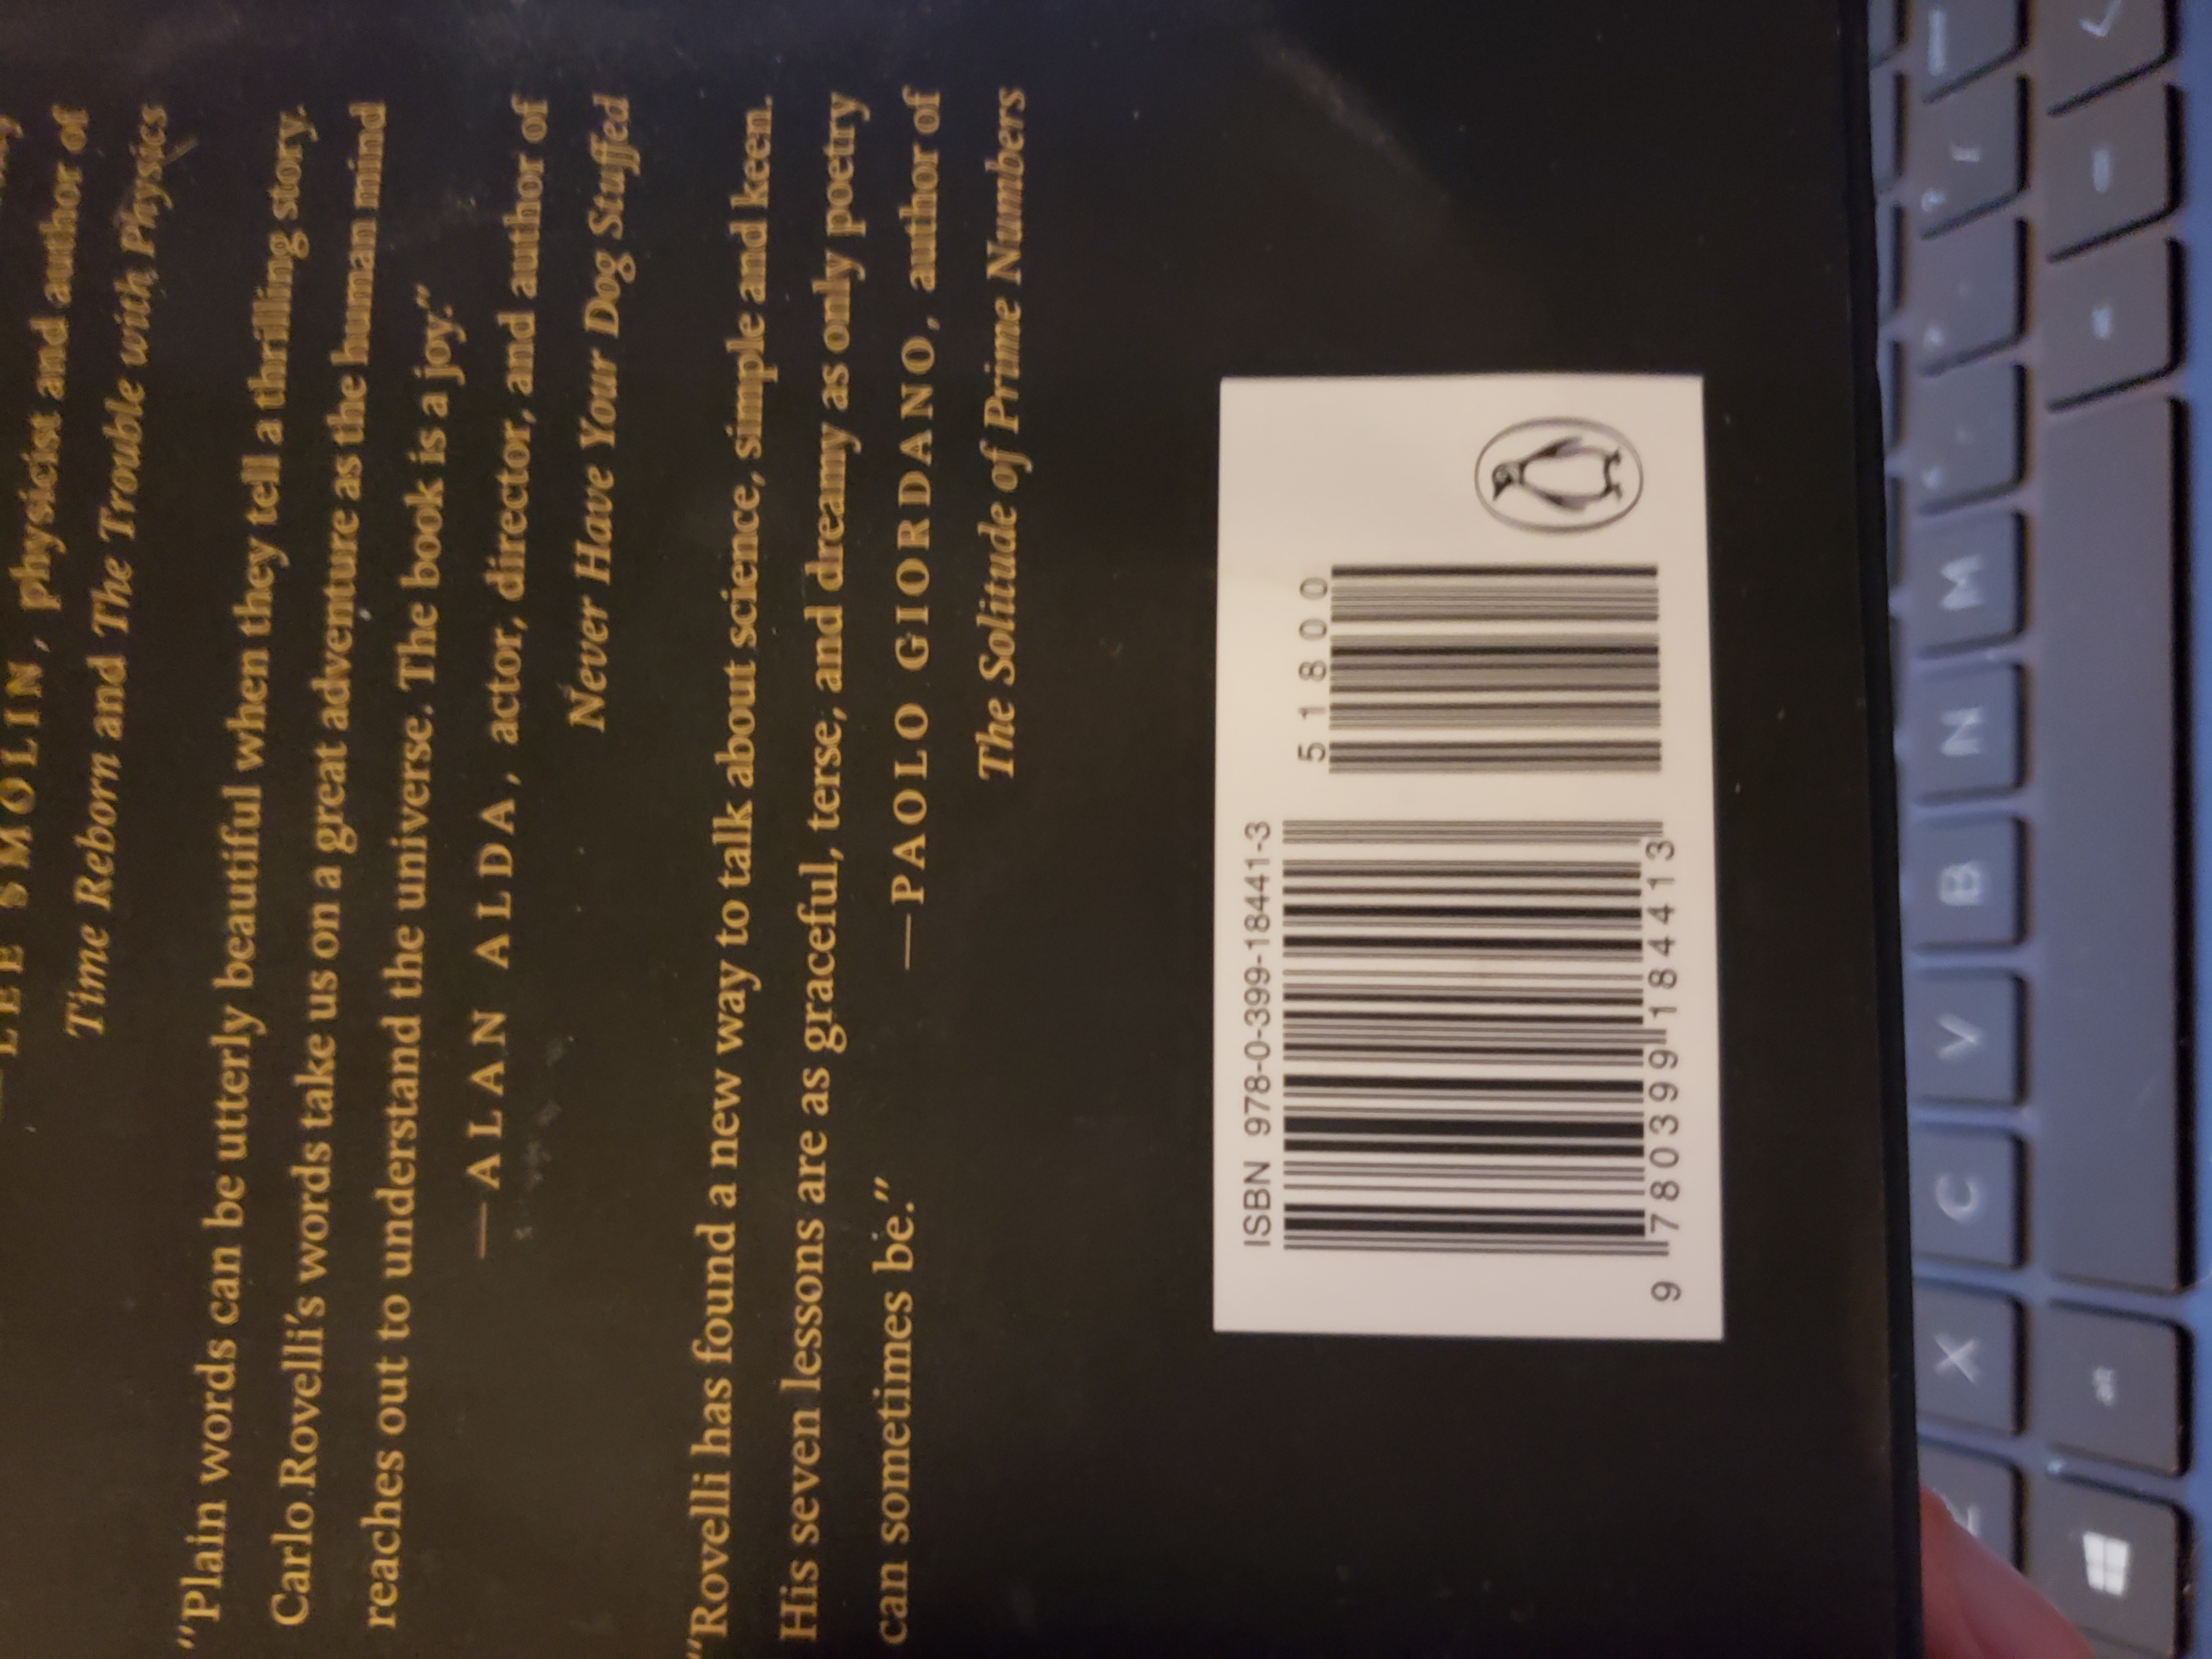 —LEE SMOLIN, physicist and author of
Time Reborn and The Trouble with Physics
“Plain words can be utterly beautiful when they tell a thrilling story.
Carlo Rovelli’s words take us on a great adventure as the human mind
reaches out to understand the universe. The book is a joy.”
—ALAN ALDA, actor, director, and author of
Never Have Your Dog Stuffed
“Rovelli has found a new way to talk about science, simple and keen.
His seven lessons are as graceful, terse, and dreamy as only poetry
can sometimes be.” —PAOLO GIORDANO, author of
The Solitude of Prime Numbers
ISBN 978-0-399-18441-3
51800
9 780399 184413
Z X C V B N M
alt